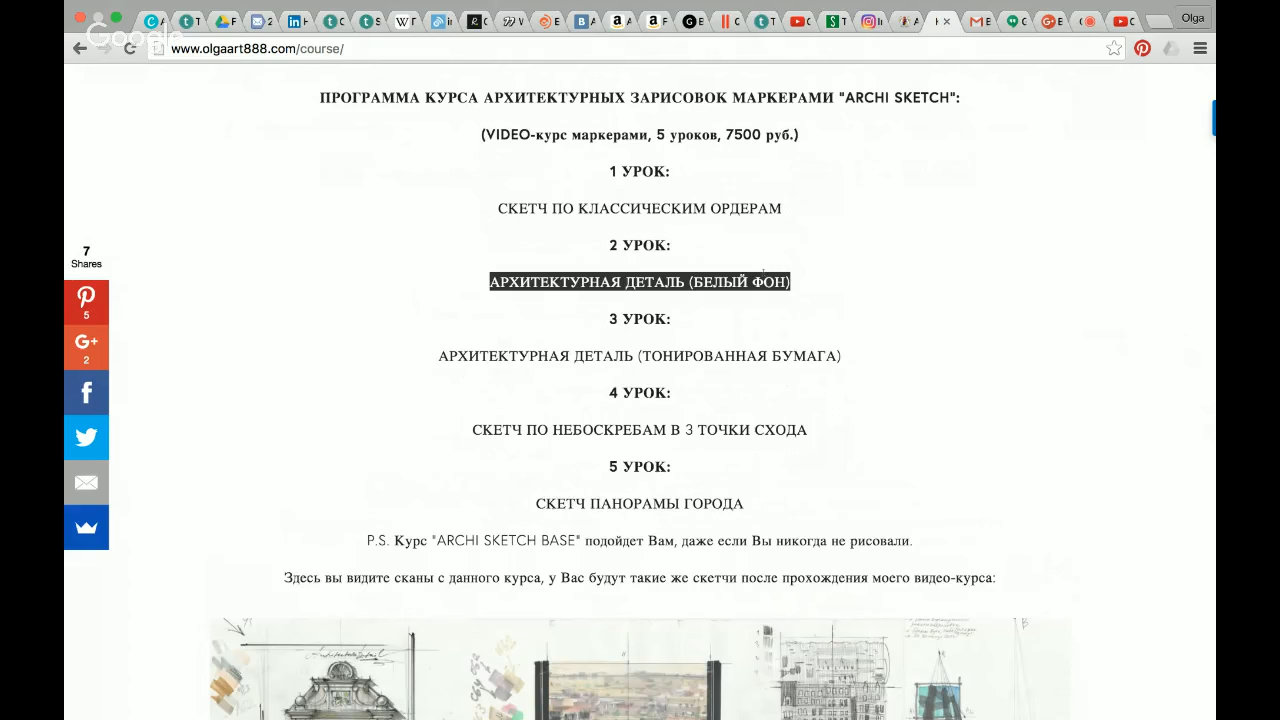 Olga
Google
www.olgaart888.com/course/
ПРОГРАММА КУРСА АРХИТЕКТУРНЫХ ЗАРИСОВОК МАРКЕРАМИ "ARCHI SKETCH":
(VIDEO-курс маркерами, 5 уроков, 7500 руб.)
1 УРОК:
СКЕТЧ ПО КЛАССИЧЕСКИМ ОРДЕРАМ
2 УРОК:
АРХИТЕКТУРНАЯ ДЕТАЛЬ (БЕЛЫЙ ФОН)
3 УРОК:
АРХИТЕКТУРНАЯ ДЕТАЛЬ (ТОНИРОВАННАЯ БУМАГА)
4 УРОК:
СКЕТЧ ПО НЕБОСКРЕБАМ В 3 ТОЧКИ СХОДА
5 УРОК:
СКЕТЧ ПАНОРАМЫ ГОРОДА
P.S. Курс "ARCHI SKETCH BASE" подойдет Вам, даже если Вы никогда не рисовали.
Здесь вы видите сканы с данного курса, у Вас будут такие же скетчи после прохождения моего видео-курса:
7
Shares
5
G+
2